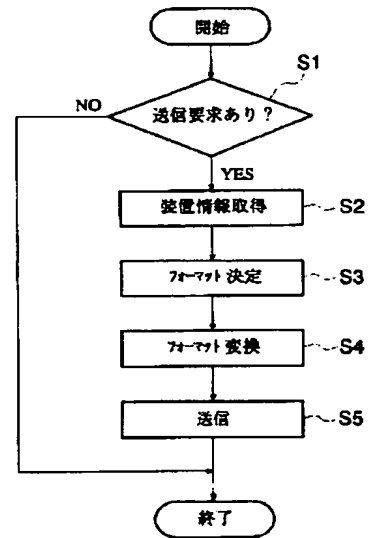 開始
S1
NO
送信要求あり?
YES
装置情報取得 S2
フォーマット決定 S3
フォーマット変換 S4
送信 S5
終了